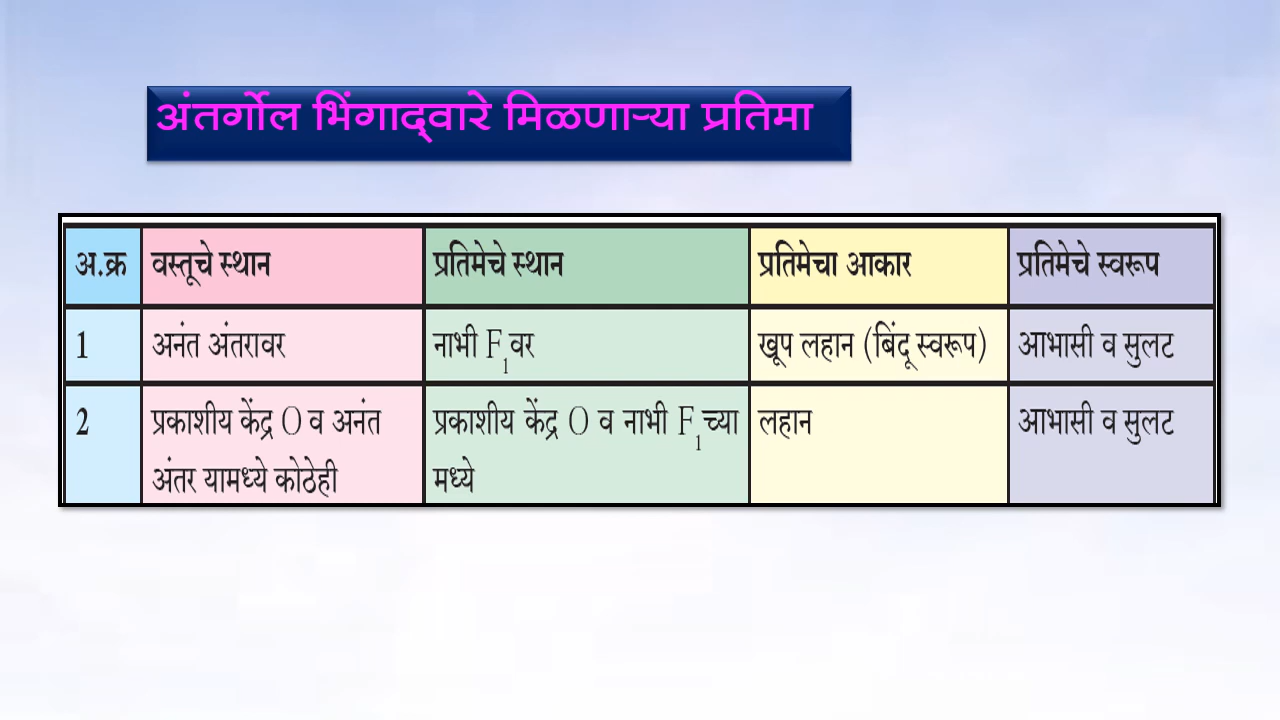 अंतर्गोल भिंगाद्‌वारे मिळणाऱ्या प्रतिमा
अ.क्र वस्तूचे स्थान प्रतिमेचे स्थान प्रतिमेचा आकार प्रतिमेचे स्वरूप
1 अनंत अंतरावर नाभी F1 वर खूप लहान (बिंदू स्वरूप) आभासी व सुलट
2 प्रकाशीय केंद्र O व अनंत प्रकाशीय केंद्र O व नाभी F1 च्या लहान आभासी व सुलट
अंतर यामध्ये कोठेही मध्ये